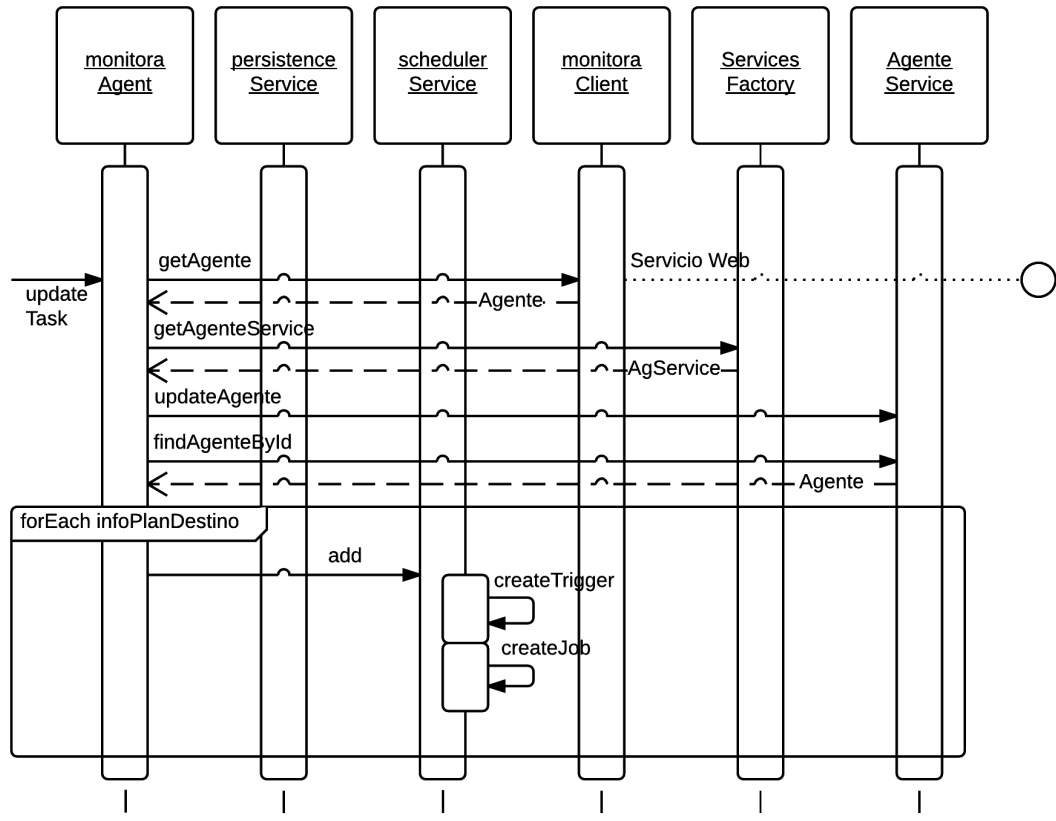 monitora
Agent
persistence
Service
scheduler
Service
monitora
Client
Services
Factory
Agente
Service
getAgente
Servicio Web
update
Task
Agente
getAgenteService
AgService
updateAgente
findAgenteById
Agente
forEach infoPlanDestino
add
createTrigger
createJob